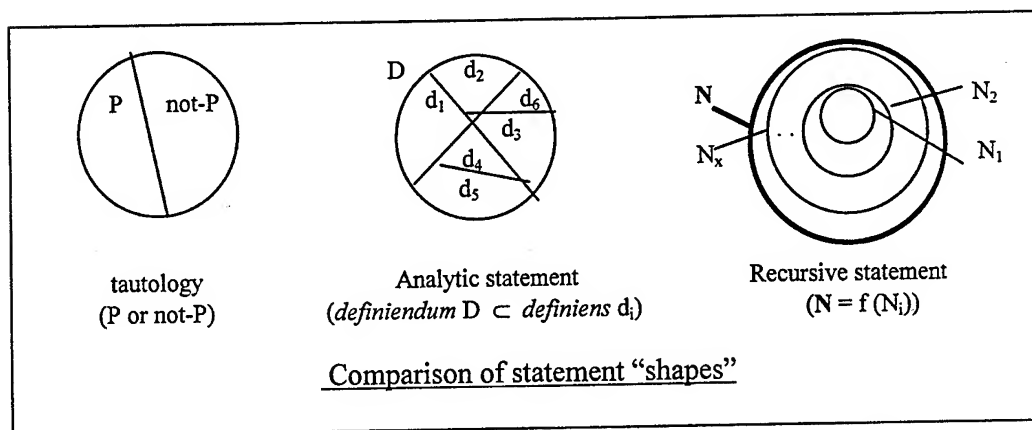 P
not-P
D
d₁
d₂
d₆
d₃
d₄
d₅
N
Nₓ
. .
N₂
N₁
tautology
(P or not-P)
Analytic statement
(definiendum D ⊂ definiens dᵢ)
Recursive statement
(N = f (Nᵢ))
Comparison of statement “shapes”